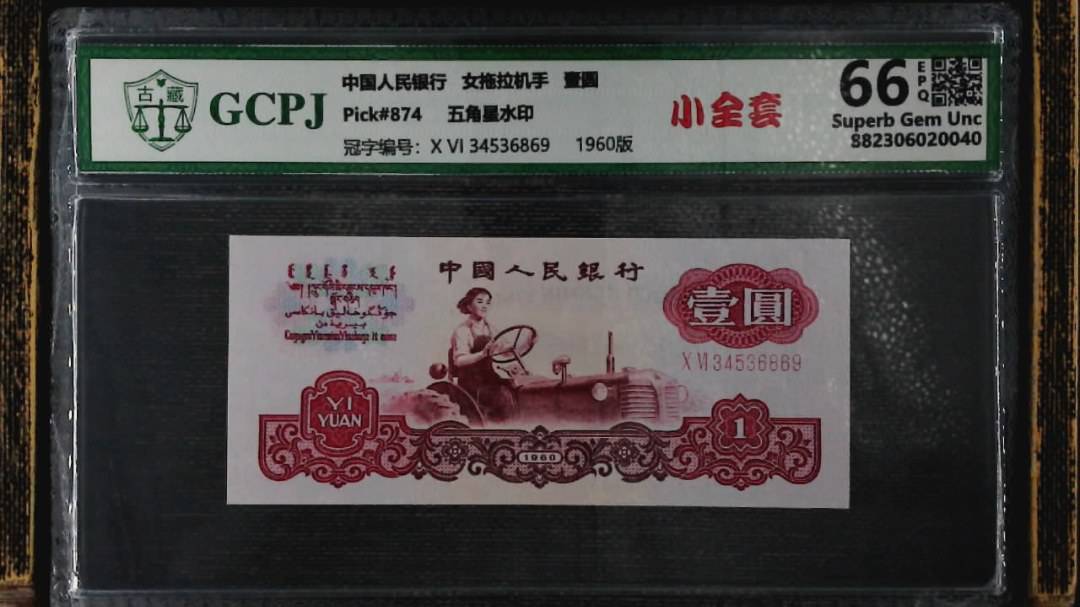 古 藏
GCPJ
中国人民银行 女拖拉机手 壹圆
Pick#874 五角星水印
冠字编号: X VI 34536869 1960版
小全套
66 EPQ
Superb Gem Unc
882306020040
中國人民銀行
壹圓
X VI 34536869
YI
YUAN
1960
1